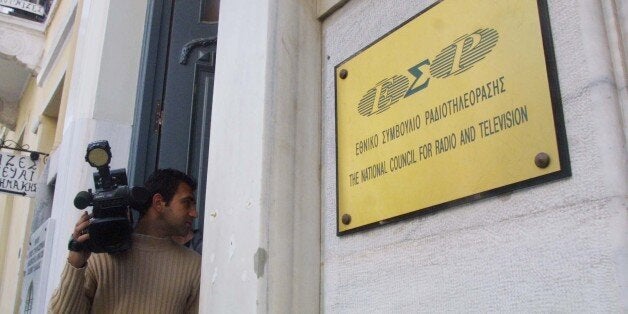 ΕΣΡ
ΕΘΝΙΚΟ ΣΥΜΒΟΥΛΙΟ ΡΑΔΙΟΤΗΛΕΟΡΑΣΗΣ
THE NATIONAL COUNCIL FOR RADIO AND TELEVISION